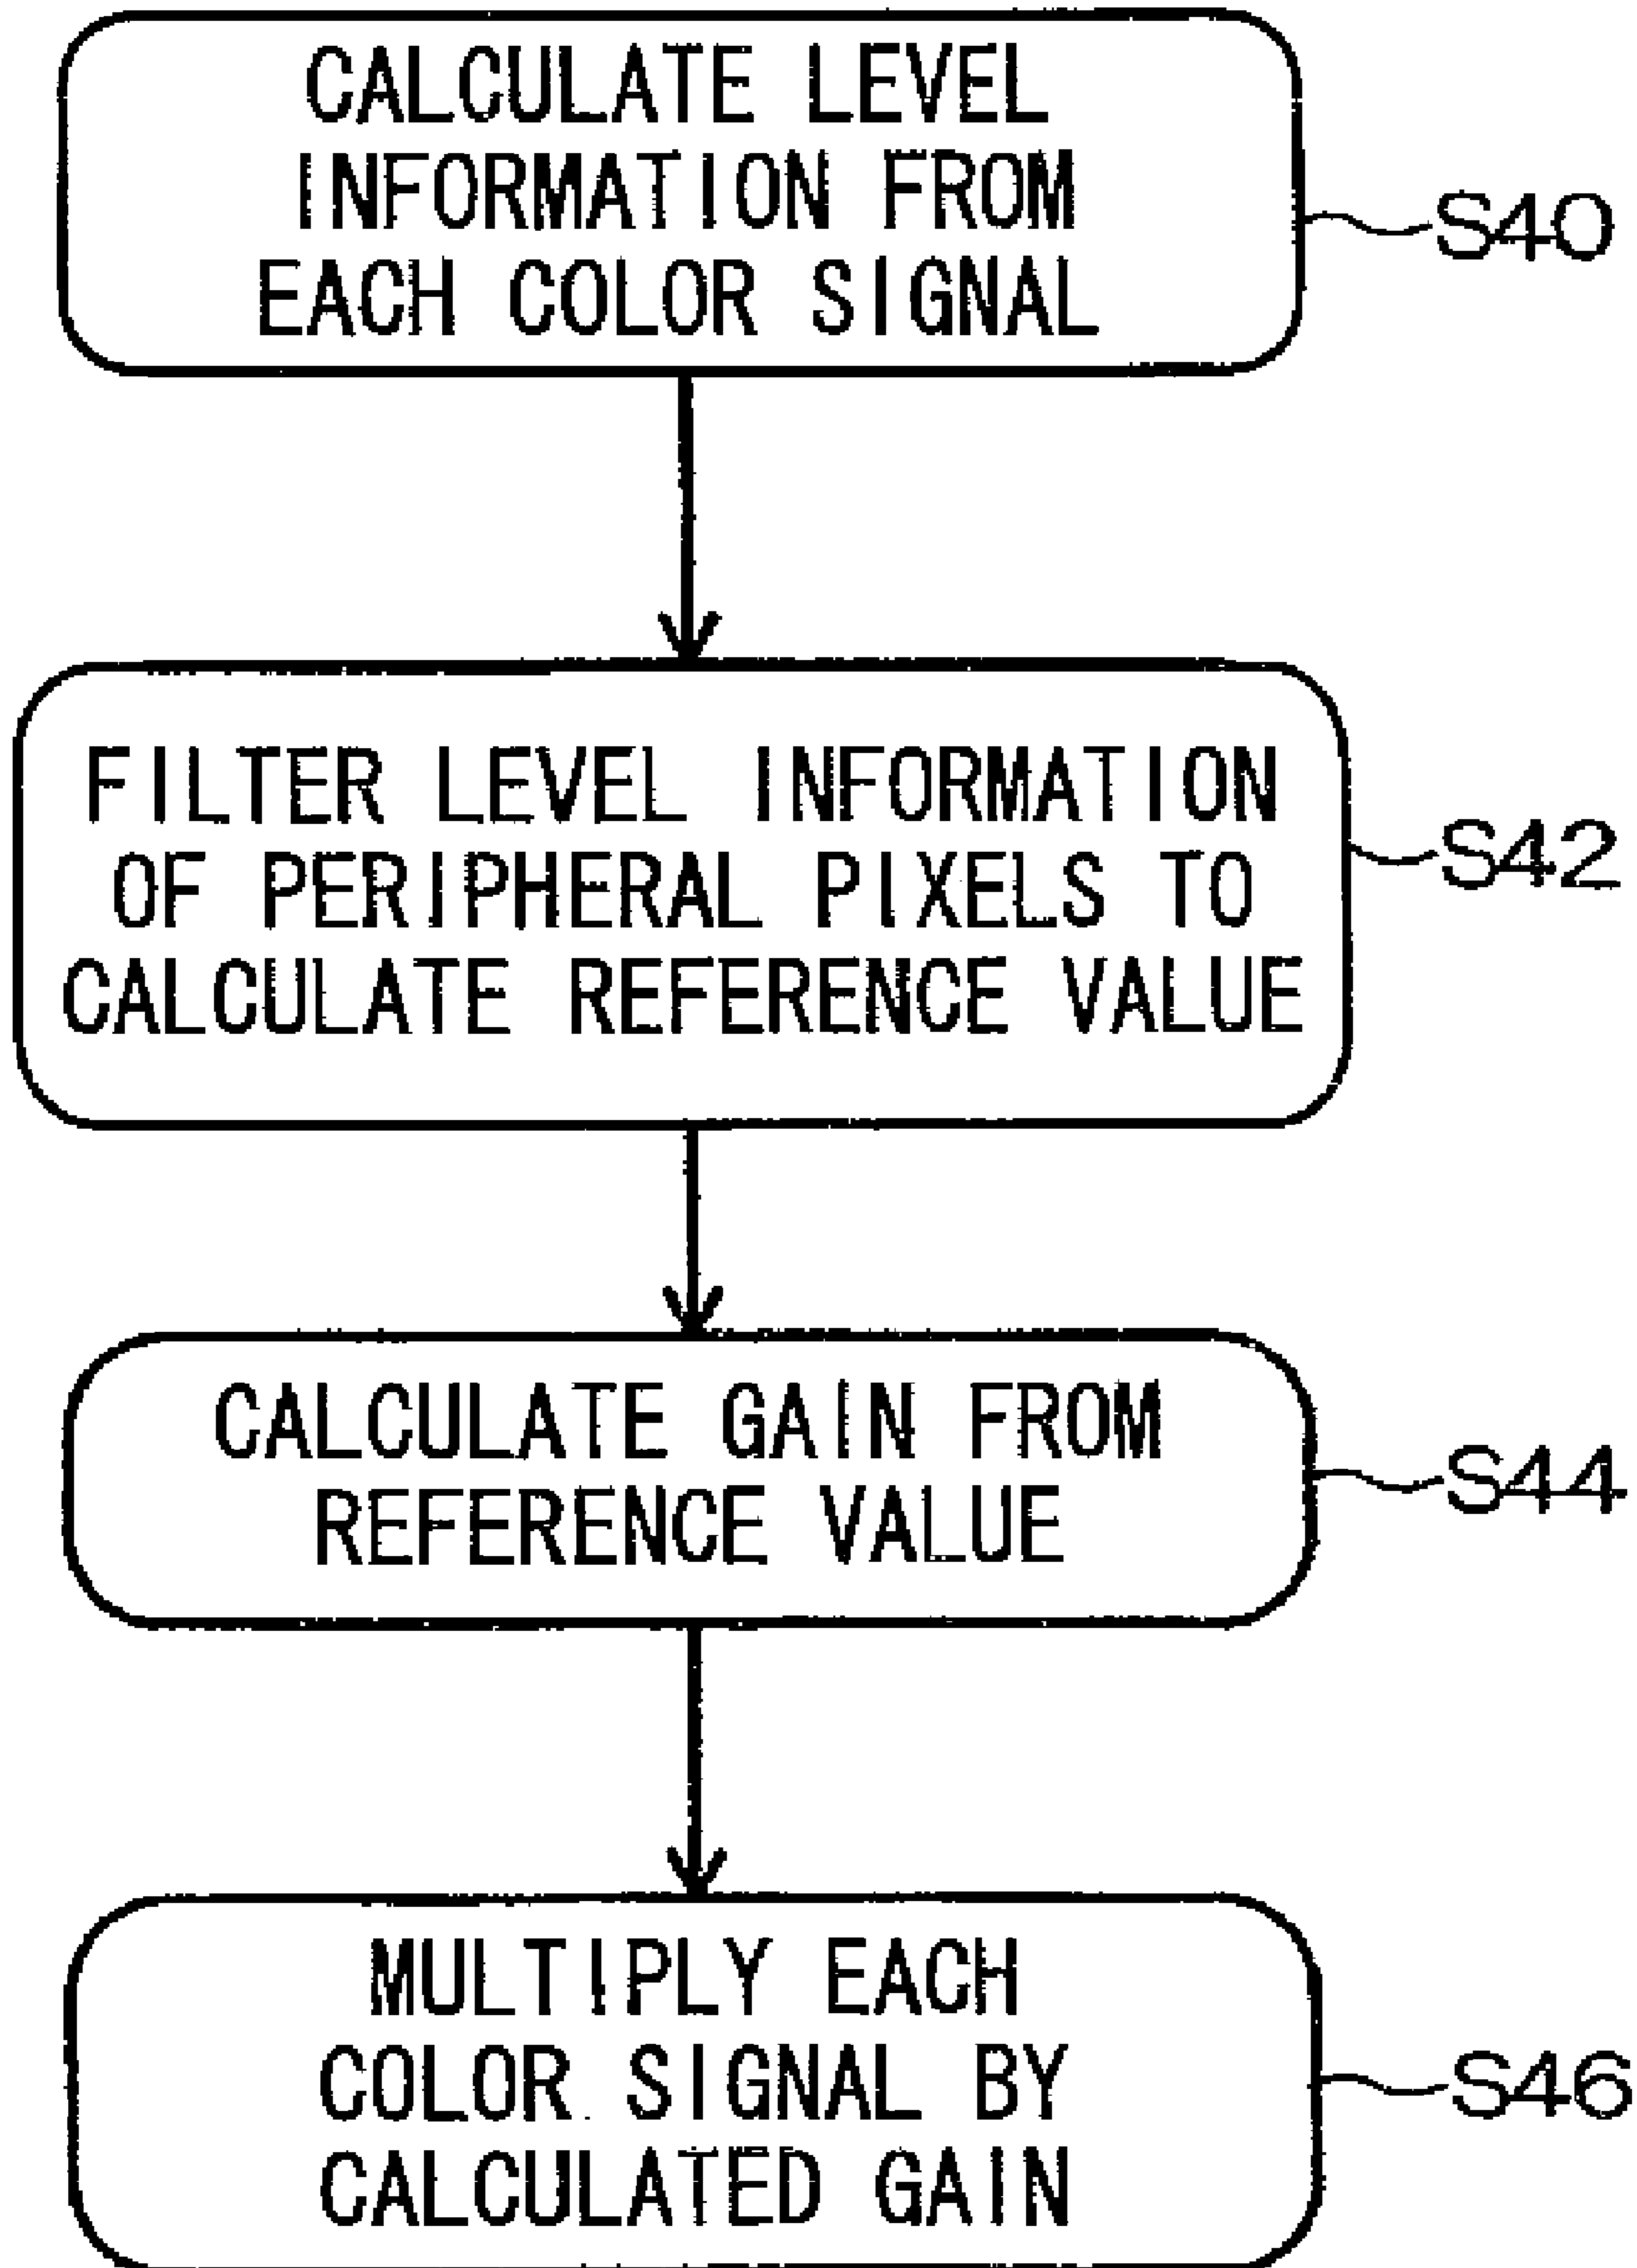 CALCULATE LEVEL
INFORMATION FROM
EACH COLOR SIGNAL
S40
FILTER LEVEL INFORMATION
OF PERIPHERAL PIXELS TO
CALCULATE REFERENCE VALUE
S42
CALCULATE GAIN FROM
REFERENCE VALUE
S44
MULTIPLY EACH
COLOR SIGNAL BY
CALCULATED GAIN
S46